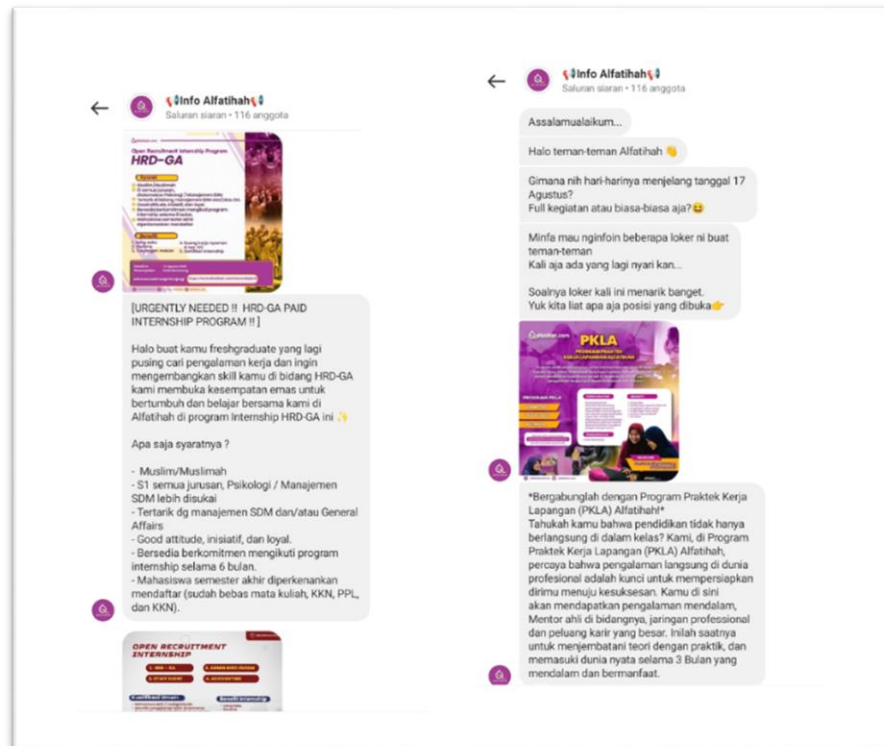 📢Info Alfatihah📢
Saluran siaran • 116 anggota
Open Recruitment Internship Program
HRD-GA
[URGENTLY NEEDED !! HRD-GA PAID
INTERNSHIP PROGRAM !! ]
Halo buat kamu freshgraduate yang lagi
pusing cari pengalaman kerja dan ingin
mengembangkan skill kamu di bidang HRD-GA
kami membuka kesempatan emas untuk
bertumbuh dan belajar bersama kami di
Alfatihah di program Internship HRD-GA ini ✨
Apa saja syaratnya ?
- Muslim/Muslimah
- S1 semua jurusan, Psikologi / Manajemen
SDM lebih disukai
- Tertarik dg manajemen SDM dan/atau General
Affairs
- Good attitude, inisiatif, dan loyal.
- Bersedia berkomitmen mengikuti program
internship selama 6 bulan.
- Mahasiswa semester akhir diperkenankan
mendaftar (sudah bebas mata kuliah, KKN, PPL,
dan KKN).
OPEN RECRUITMENT
INTERNSHIP
Kualifikasi Umum
Benefit Internship
📢Info Alfatihah📢
Saluran siaran • 116 anggota
Assalamualaikum...
Halo teman-teman Alfatihah 👋
Gimana nih hari-harinya menjelang tanggal 17
Agustus?
Full kegiatan atau biasa-biasa aja?😆
Minfa mau nginfoin beberapa loker ni buat
teman-teman
Kali aja ada yang lagi nyari kan...
Soalnya loker kali ini menarik banget.
Yuk kita liat apa aja posisi yang dibuka👉
PKLA
PROGRAM PRAKTEK
KERJA LAPANGAN ALFATIHAH
PROGRAM PKLA
*Bergabunglah dengan Program Praktek Kerja
Lapangan (PKLA) Alfatihah!*
Tahukah kamu bahwa pendidikan tidak hanya
berlangsung di dalam kelas? Kami, di Program
Praktek Kerja Lapangan (PKLA) Alfatihah,
percaya bahwa pengalaman langsung di dunia
profesional adalah kunci untuk mempersiapkan
dirimu menuju kesuksesan. Kamu di sini
akan mendapatkan pengalaman mendalam,
Mentor ahli di bidangnya, jaringan professional
dan peluang karir yang besar. Inilah saatnya
untuk menjembatani teori dengan praktik, dan
memasuki dunia nyata selama 3 Bulan yang
mendalam dan bermanfaat.